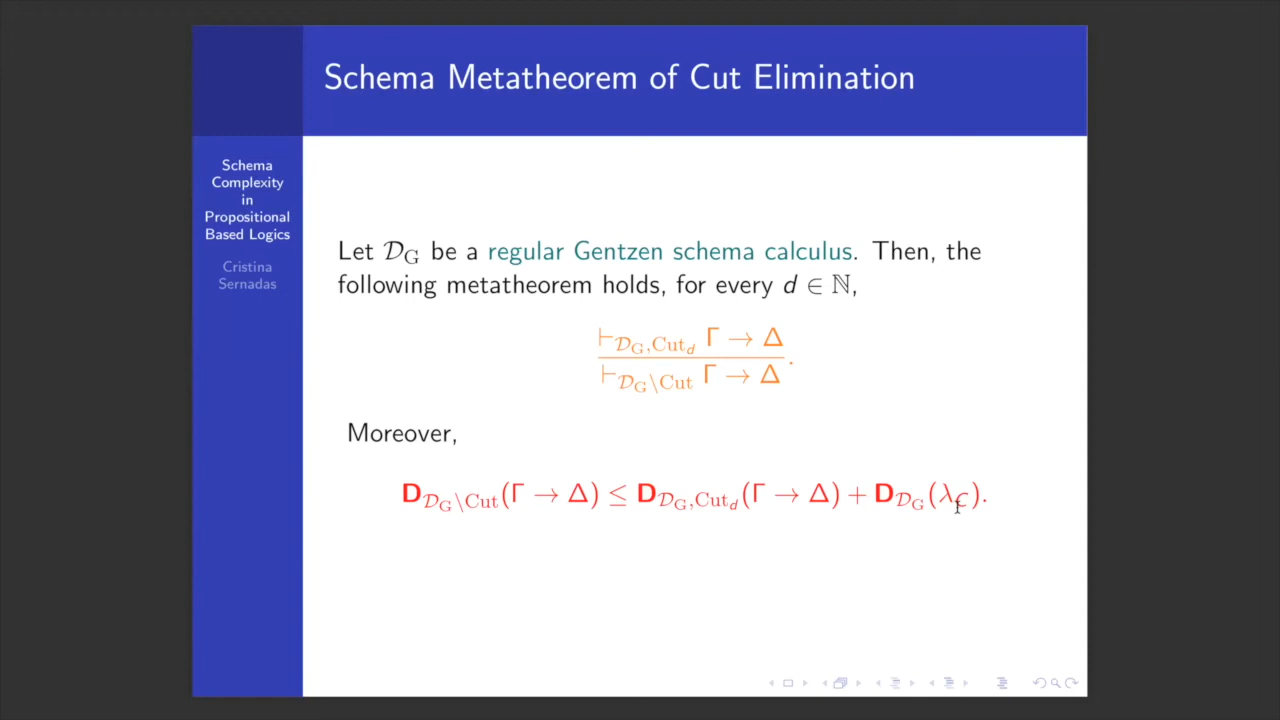 Schema Metatheorem of Cut Elimination
Schema
Complexity
in
Propositional
Based Logics
Cristina
Sernadas
Let 𝒟_G be a regular Gentzen schema calculus. Then, the
following metatheorem holds, for every d ∈ ℕ,
⊢_{𝒟_G,Cut_d} Γ → Δ
⊢_{𝒟_G\Cut} Γ → Δ .
Moreover,
𝗗_{𝒟_G\Cut}(Γ → Δ) ≤ 𝗗_{𝒟_G,Cut_d}(Γ → Δ) + 𝗗_{𝒟_G}(λ_C).